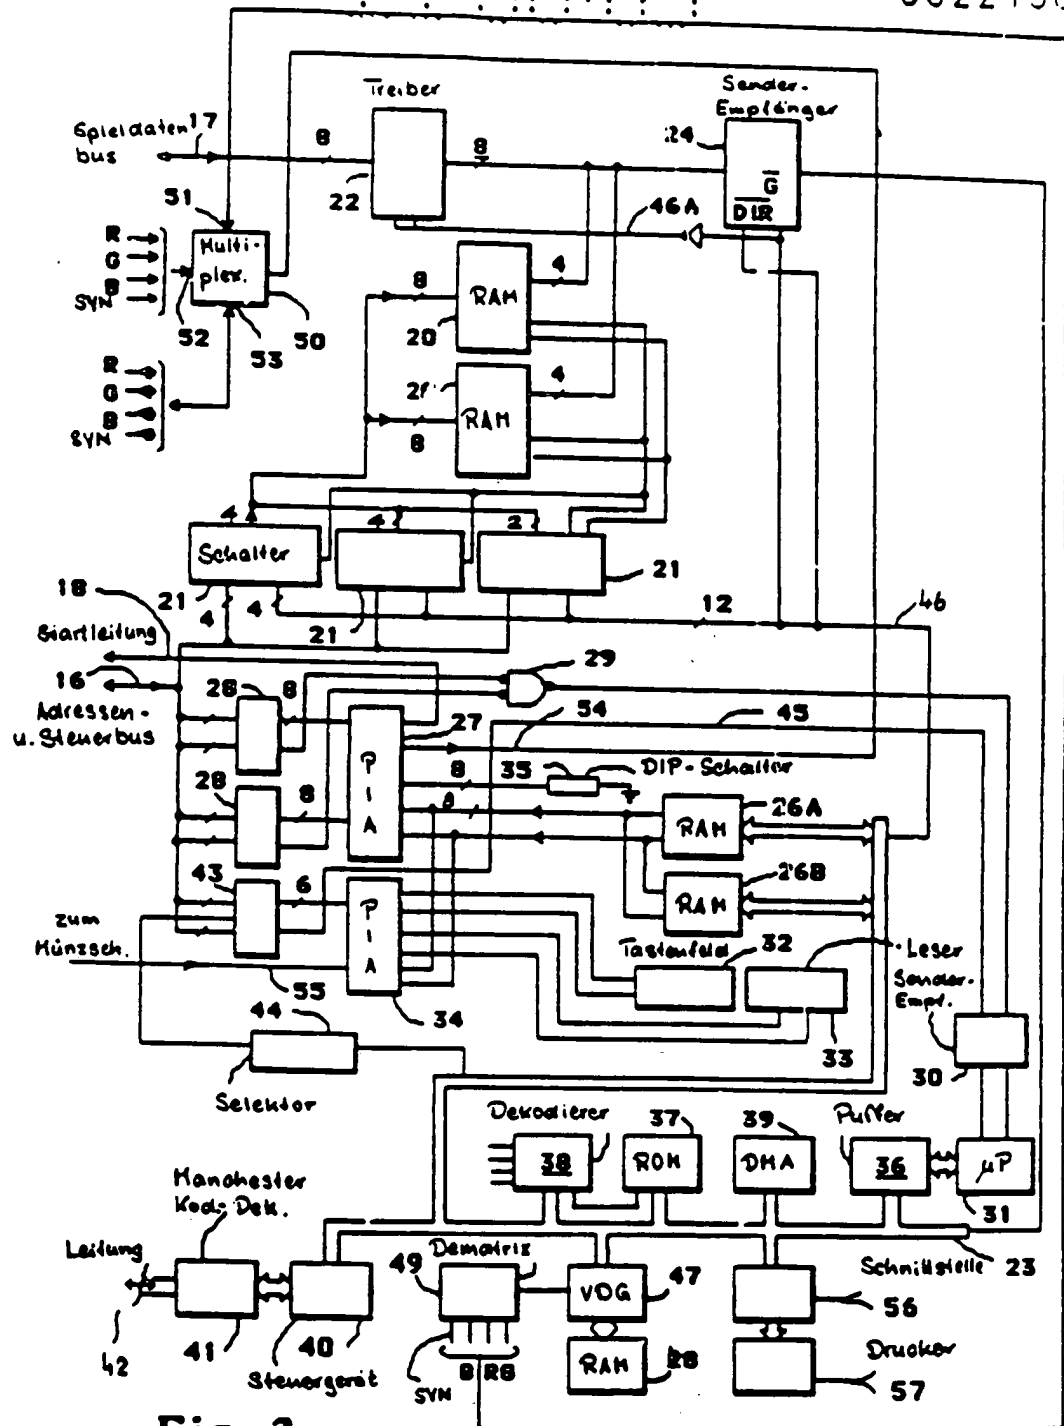 Treiber
Sender-
Empfänger
Spieldaten 17
bus
8
8
24
22
G
DIR
46A
51
R
G
B
SYN
Multi-
plex.
52
53
50
8
RAM
4
20
R
G
B
SYN
RAM
4
8
4
4
2
Schalter
21
18
21
4
4
21
12
46
Startleitung
16
29
Adressen-
u. Steuerbus
28
8
27
54
45
PIA
8
35
DIP-Schalter
28
8
8
RAM
26A
43
6
RAM
26B
PIA
zum
Münzsch.
55
34
Tastenfeld
32
Leser
Sender-
Empf.
33
30
44
Selektor
Dekodierer
37
39
Puffer
38
ROM
DMA
36
µP
31
Manchester
Kod-Dek.
Leitung
42
41
40
Steuergerät
Dematrix
49
VDG
47
Schnittstelle
23
56
SYN
B RG
RAM
28
Drucker
57